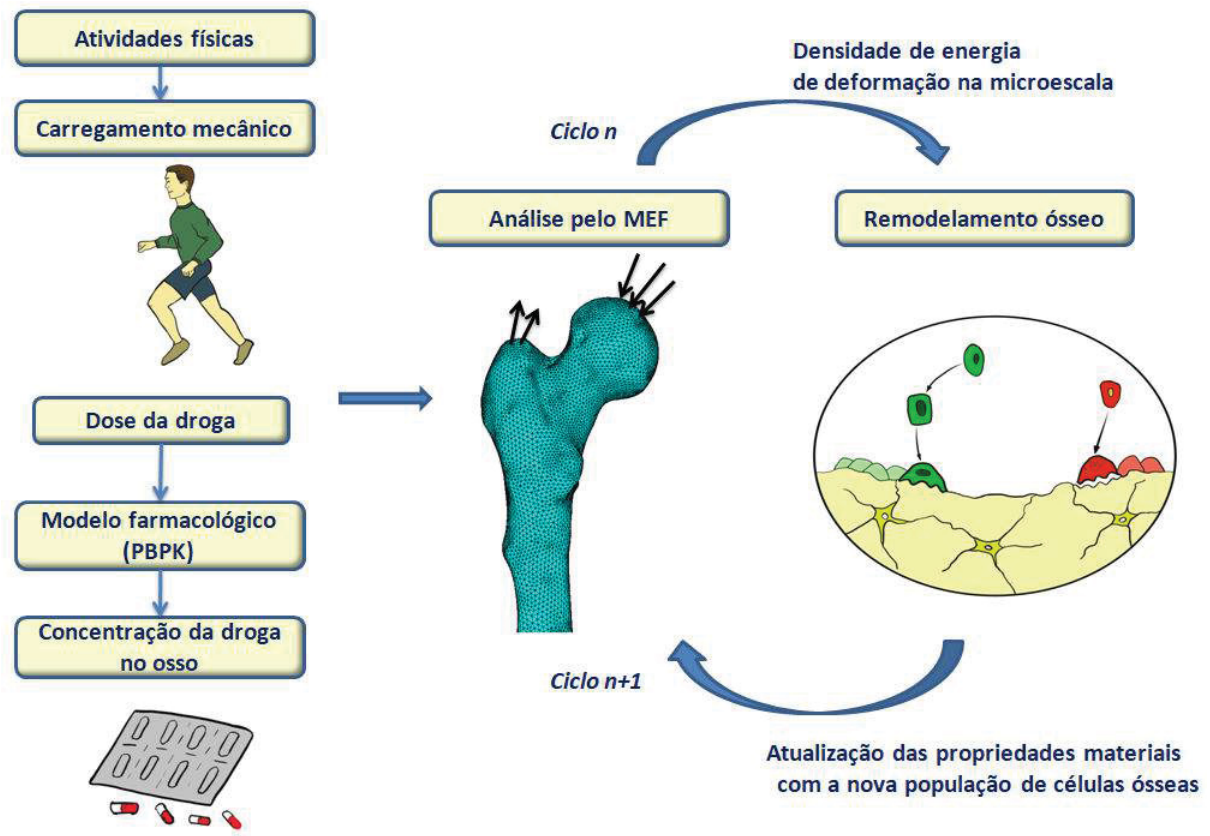 Atividades físicas
Carregamento mecânico
Dose da droga
Modelo farmacológico
(PBPK)
Concentração da droga
no osso
Densidade de energia
de deformação na microescala
Ciclo n
Análise pelo MEF
Remodelamento ósseo
Ciclo n+1
Atualização das propriedades materiais
com a nova população de células ósseas